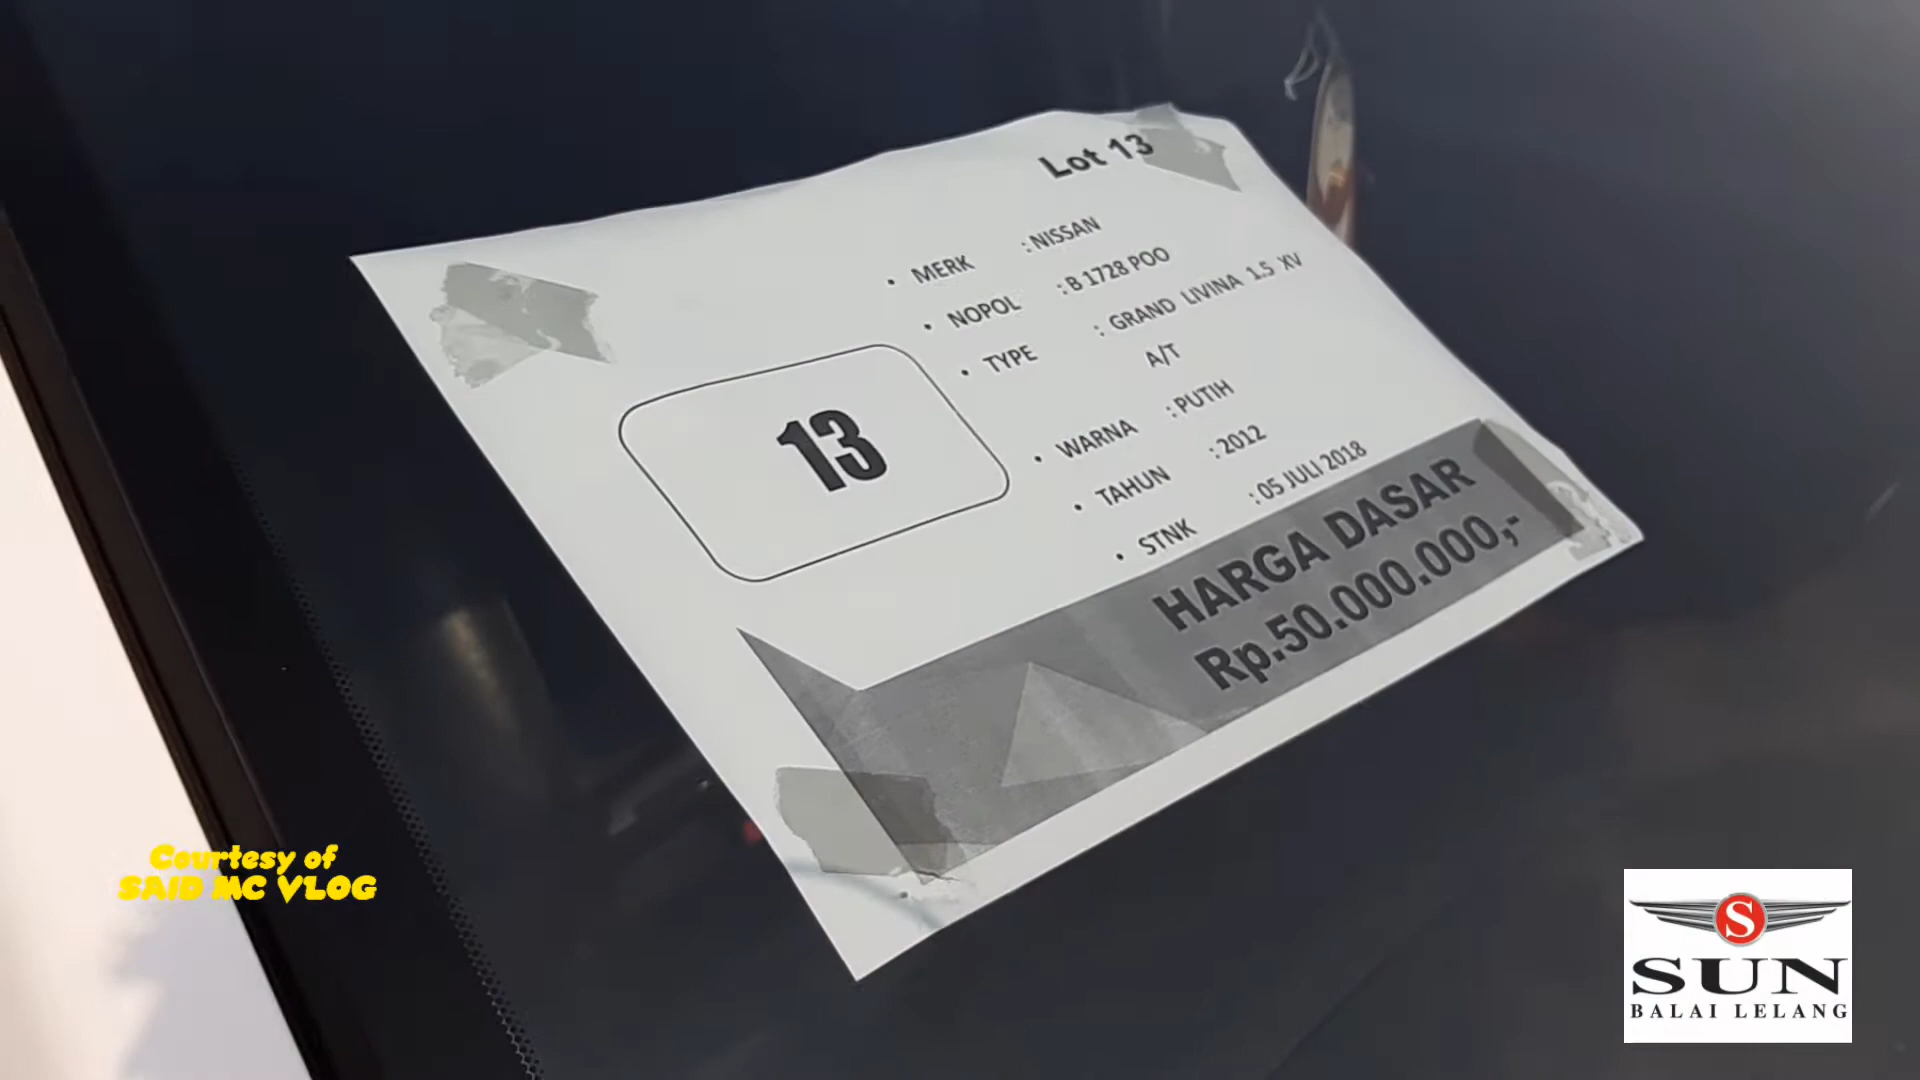 Lot 13
13
• MERK : NISSAN
• NOPOL : B 1728 POO
• TYPE : GRAND LIVINA 1.5 XV
A/T
• WARNA : PUTIH
• TAHUN : 2012
• STNK : 05 JULI 2018
HARGA DASAR
Rp.50.000.000,-
Courtesy of
SAID MC VLOG
S
SUN
BALAI LELANG